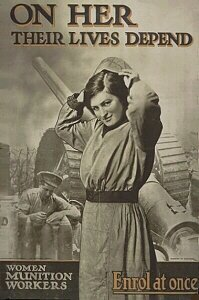 ON HER
THEIR LIVES DEPEND
WOMEN
MUNITION
WORKERS
Enrol at once